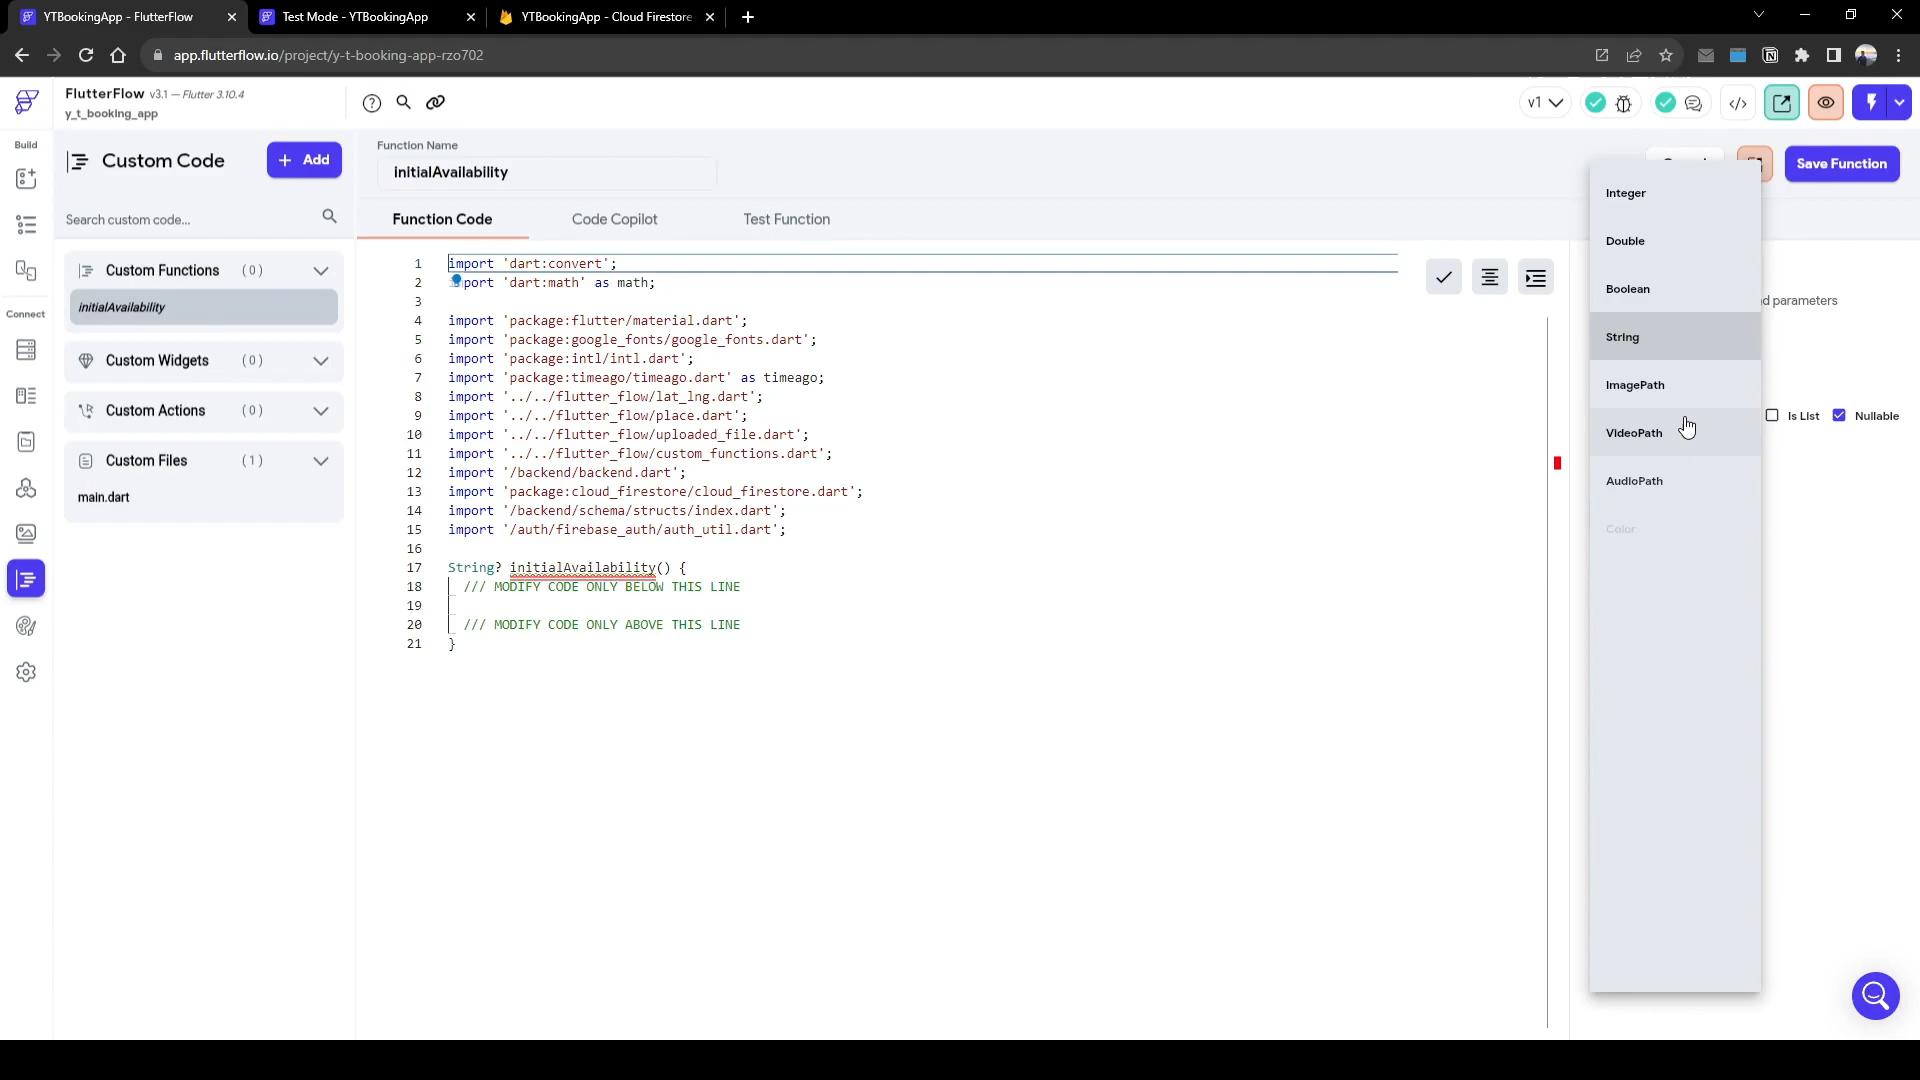 YTBookingApp - FlutterFlow
Test Mode - YTBookingApp
YTBookingApp - Cloud Firestore
app.flutterflow.io/project/y-t-booking-app-rzo702
FlutterFlow v3.1 — Flutter 3.10.4
y_t_booking_app
v1
Build
Connect
Custom Code
+ Add
Search custom code...
Custom Functions (0)
initialAvailability
Custom Widgets (0)
Custom Actions (0)
Custom Files (1)
main.dart
Function Name
initialAvailability
Save Function
Function Code
Code Copilot
Test Function
1 import 'dart:convert';
2 import 'dart:math' as math;
3
4 import 'package:flutter/material.dart';
5 import 'package:google_fonts/google_fonts.dart';
6 import 'package:intl/intl.dart';
7 import 'package:timeago/timeago.dart' as timeago;
8 import '../../flutter_flow/lat_lng.dart';
9 import '../../flutter_flow/place.dart';
10 import '../../flutter_flow/uploaded_file.dart';
11 import '../../flutter_flow/custom_functions.dart';
12 import '/backend/backend.dart';
13 import 'package:cloud_firestore/cloud_firestore.dart';
14 import '/backend/schema/structs/index.dart';
15 import '/auth/firebase_auth/auth_util.dart';
16
17 String? initialAvailability() {
18 /// MODIFY CODE ONLY BELOW THIS LINE
19
20 /// MODIFY CODE ONLY ABOVE THIS LINE
21 }
Integer
Double
Boolean
String
ImagePath
VideoPath
AudioPath
Color
d parameters
Is List
Nullable